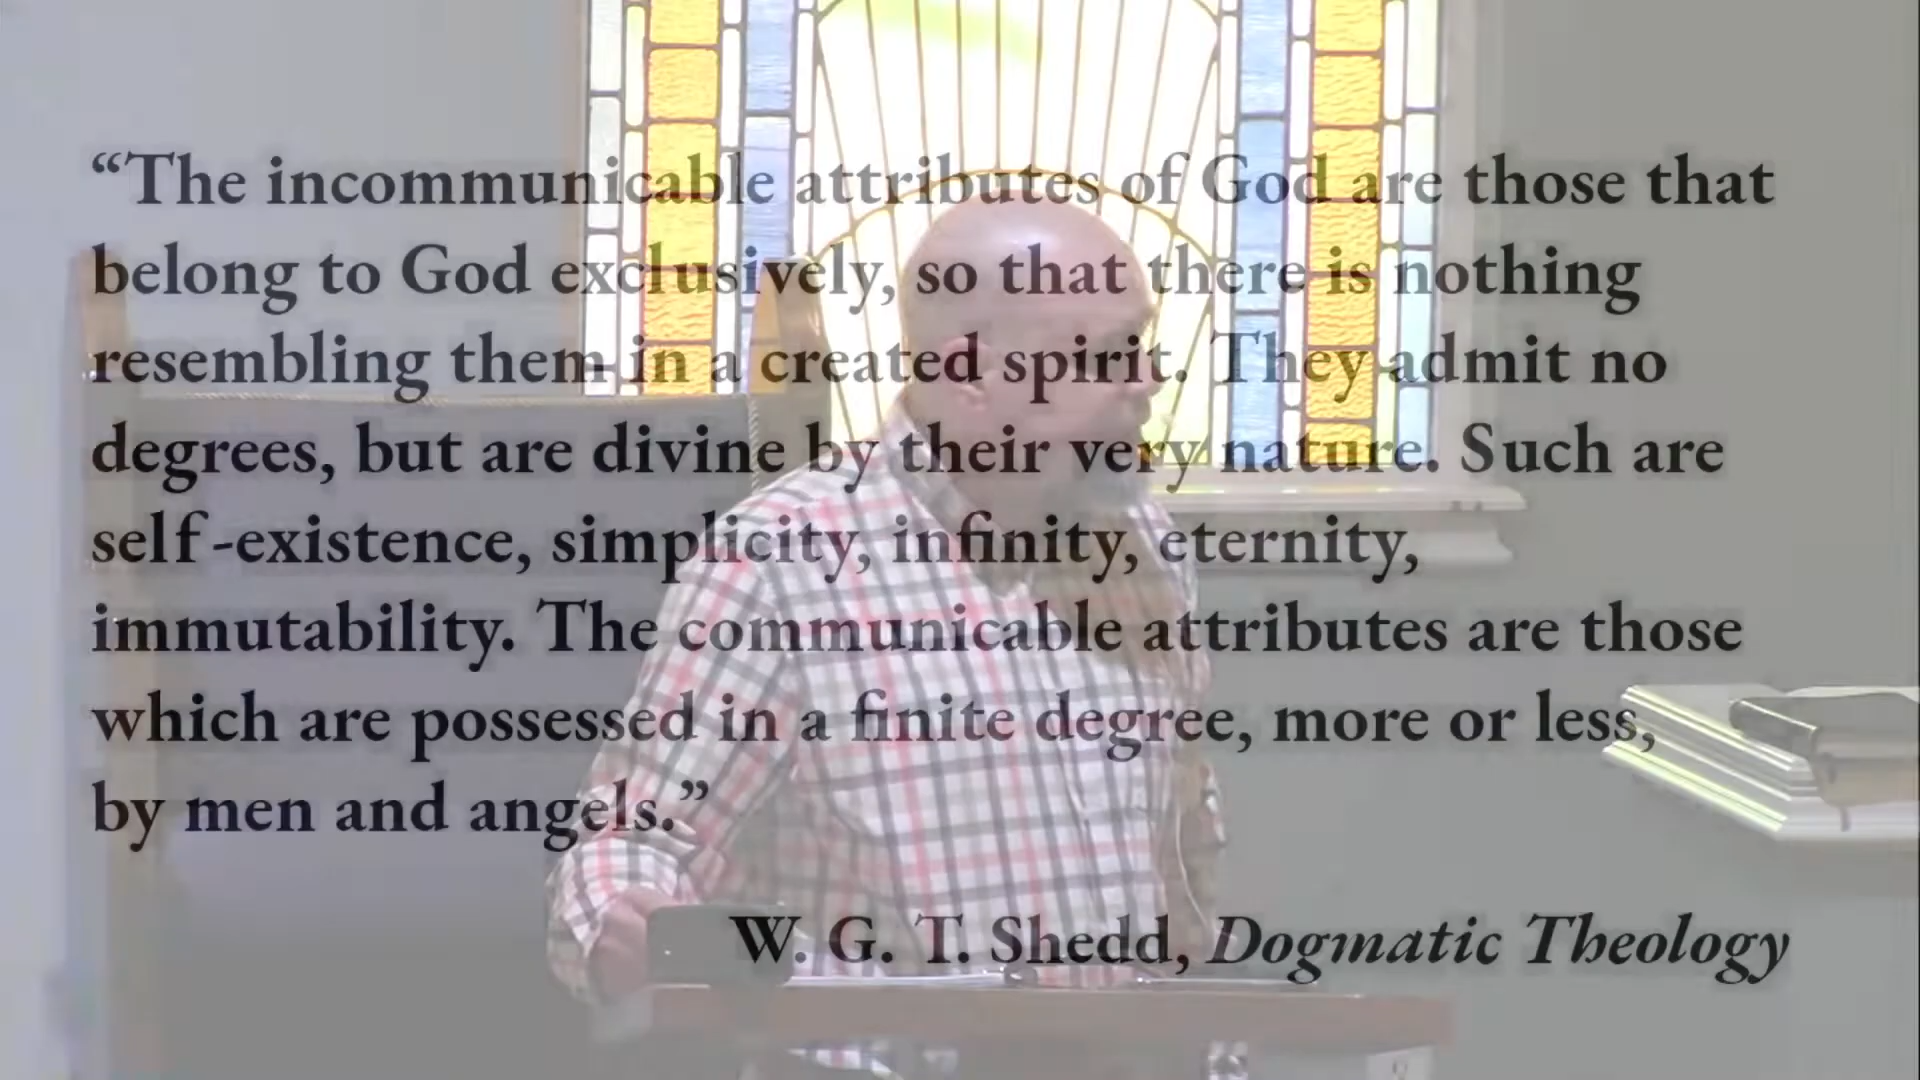 “The incommunicable attributes of God are those that
belong to God exclusively, so that there is nothing
resembling them in a created spirit. They admit no
degrees, but are divine by their very nature. Such are
self-existence, simplicity, infinity, eternity,
immutability. The communicable attributes are those
which are possessed in a finite degree, more or less,
by men and angels.”
W. G. T. Shedd, Dogmatic Theology